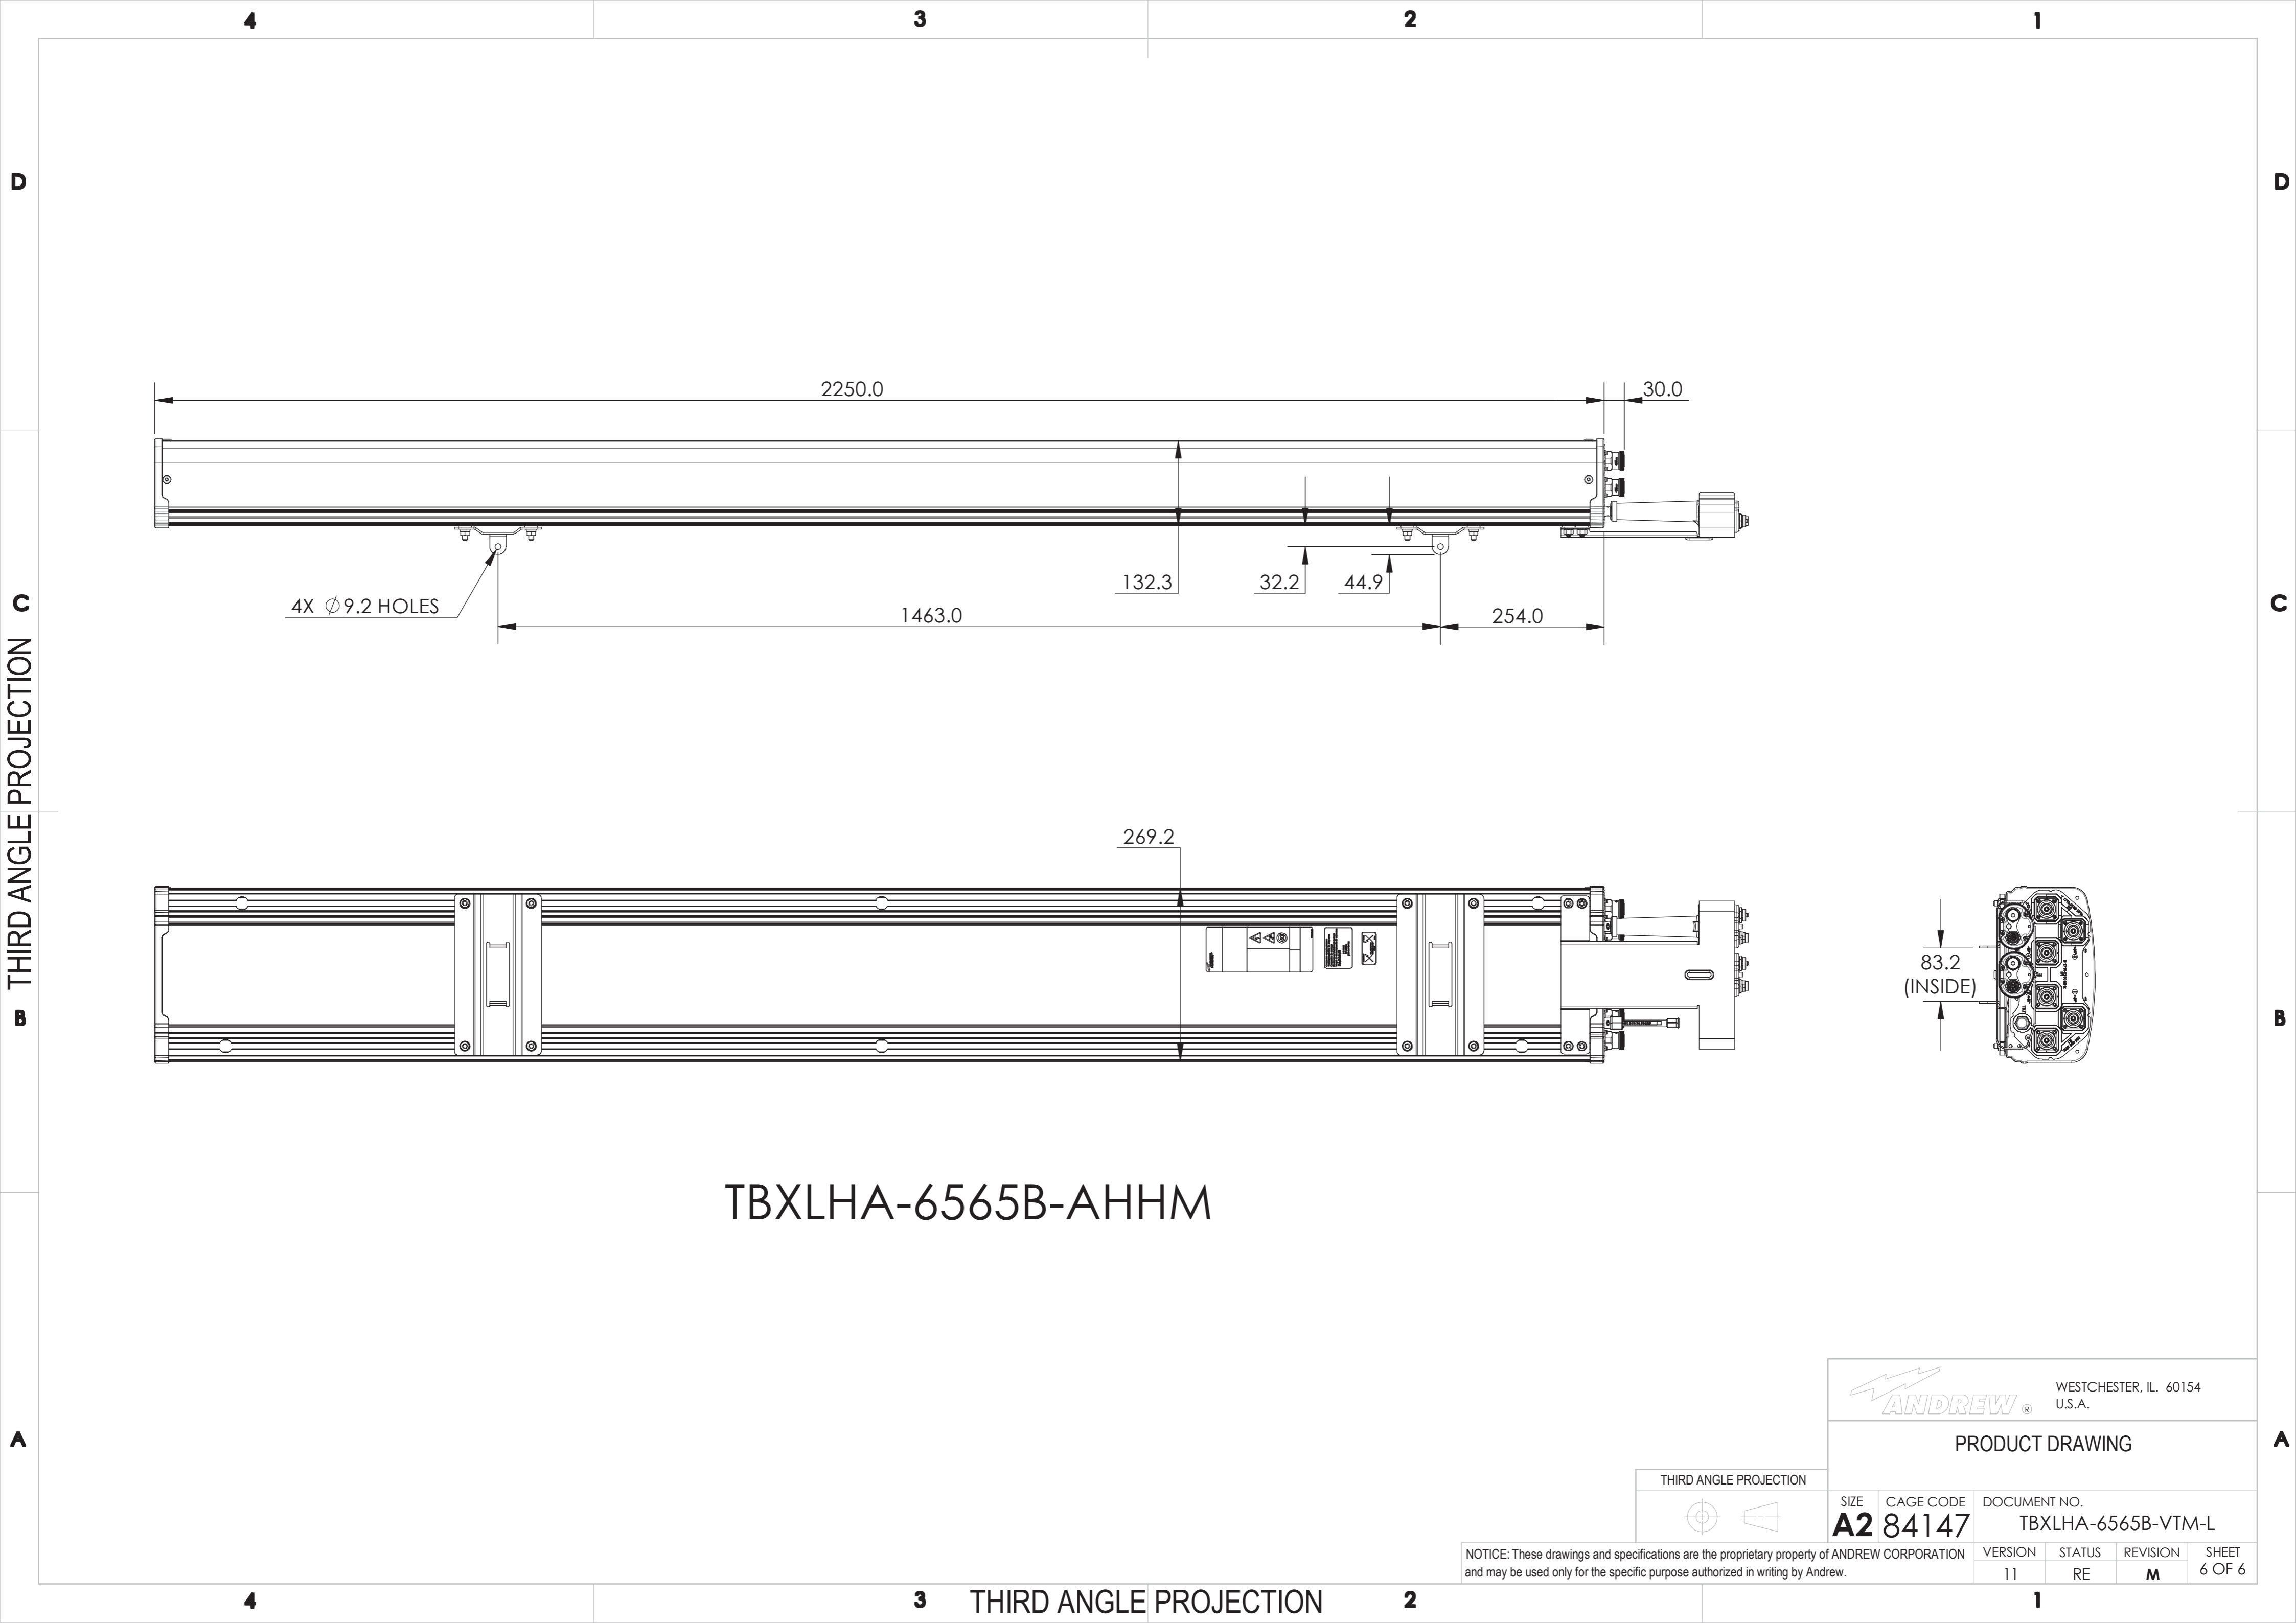 4 3 2 1
D D
2250.0 30.0
132.3 32.2 44.9
4X Ø9.2 HOLES
1463.0 254.0
C C
THIRD ANGLE PROJECTION
269.2
83.2
(INSIDE)
B B
TBXLHA-6565B-AHHM
ANDREW ®
WESTCHESTER, IL. 60154
U.S.A.
A A
PRODUCT DRAWING
THIRD ANGLE PROJECTION
SIZE CAGE CODE DOCUMENT NO.
A2 84147 TBXLHA-6565B-VTM-L
NOTICE: These drawings and specifications are the proprietary property of ANDREW CORPORATION
and may be used only for the specific purpose authorized in writing by Andrew.
VERSION STATUS REVISION SHEET
11 RE M 6 OF 6
4 3 THIRD ANGLE PROJECTION 2 1